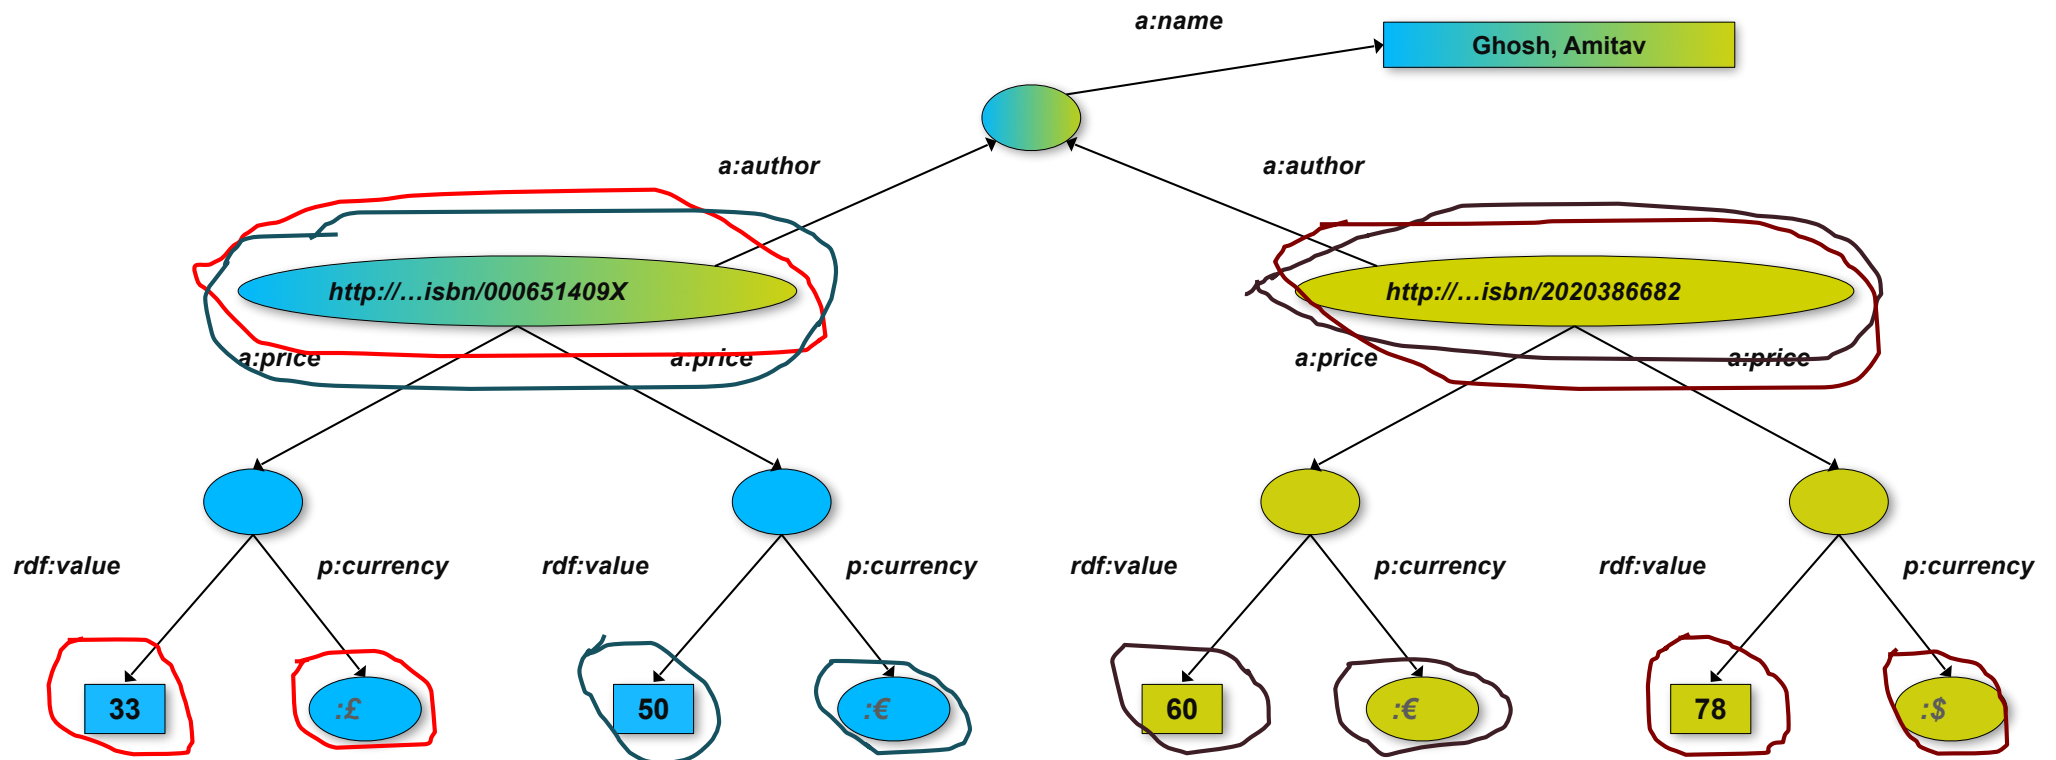 a:name
Ghosh, Amitav
a:author
a:author
http://...isbn/000651409X
http://...isbn/2020386682
a:price
a:price
a:price
a:price
rdf:value
p:currency
rdf:value
p:currency
rdf:value
p:currency
rdf:value
p:currency
33
:£
50
:€
60
:€
78
:$